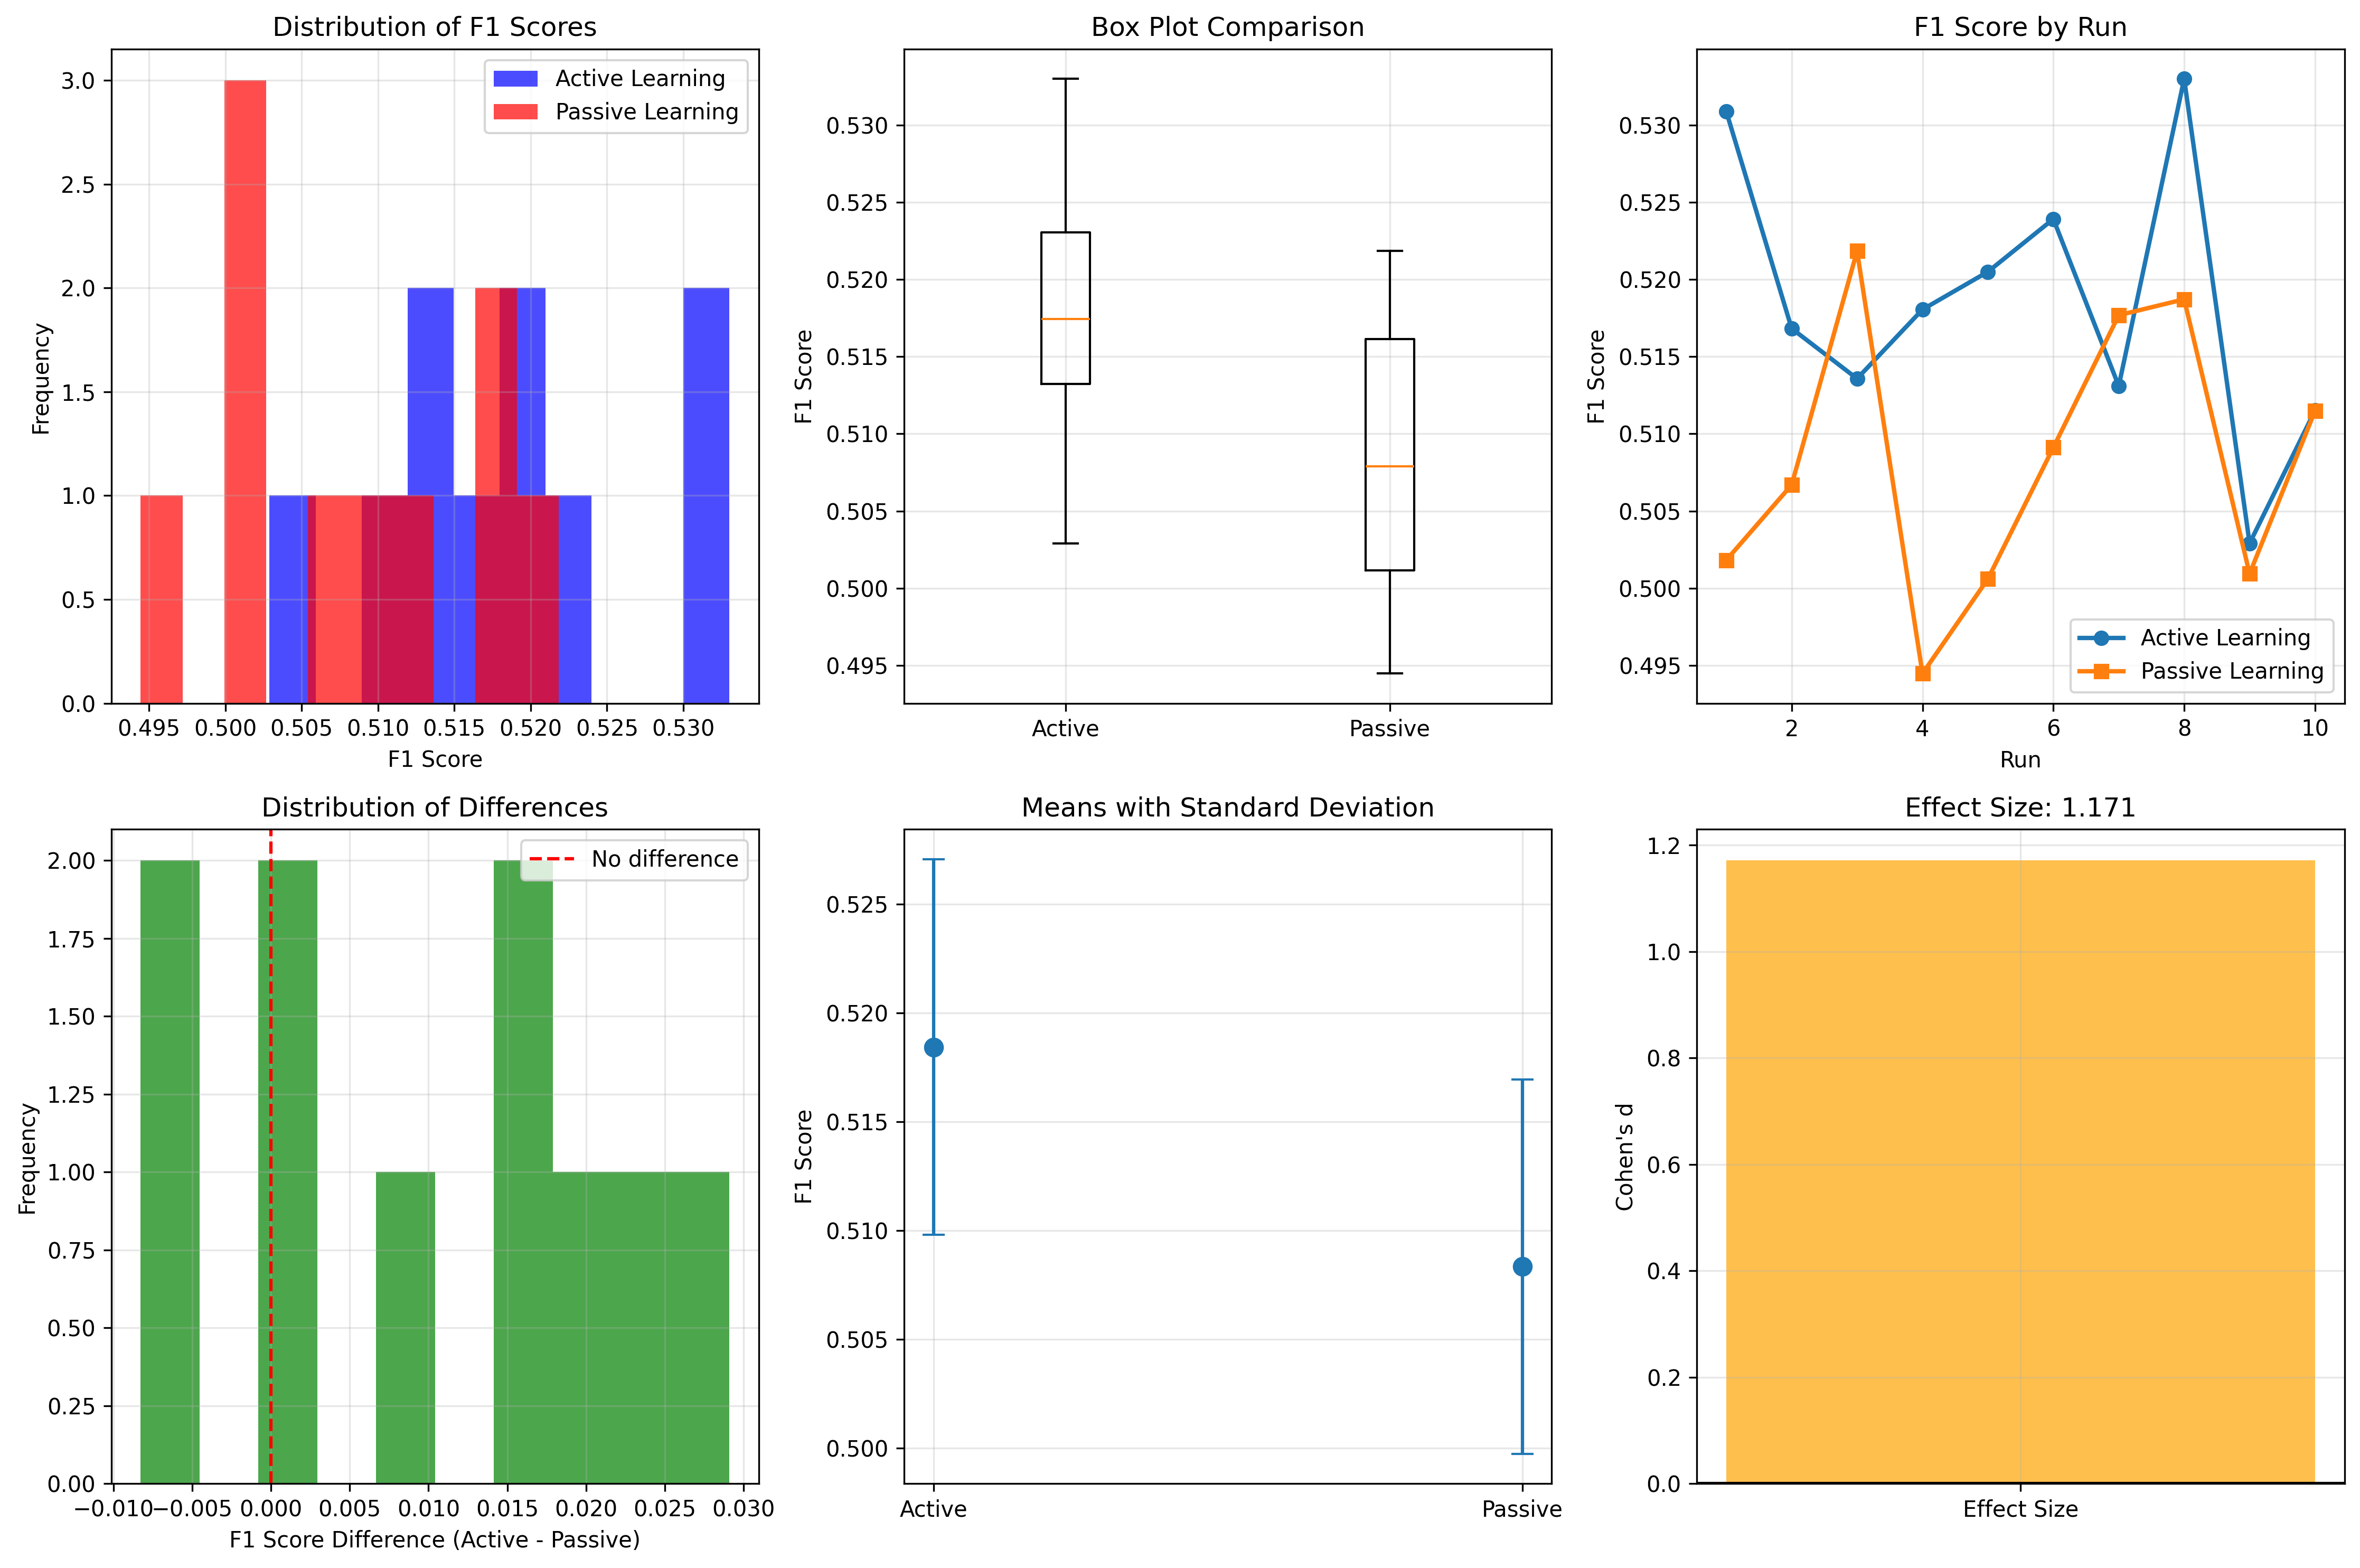 Distribution of F1 Scores
3.0
2.5
2.0
1.5
1.0
0.5
0.0
Frequency
Active Learning
Passive Learning
0.495 0.500 0.505 0.510 0.515 0.520 0.525 0.530
F1 Score
Box Plot Comparison
0.530
0.525
0.520
0.515
0.510
0.505
0.500
0.495
F1 Score
Active Passive
F1 Score by Run
0.530
0.525
0.520
0.515
0.510
0.505
0.500
0.495
F1 Score
Active Learning
Passive Learning
2 4 6 8 10
Run
Distribution of Differences
2.00
1.75
1.50
1.25
1.00
0.75
0.50
0.25
0.00
Frequency
No difference
−0.010 −0.005 0.000 0.005 0.010 0.015 0.020 0.025 0.030
F1 Score Difference (Active - Passive)
Means with Standard Deviation
0.525
0.520
0.515
0.510
0.505
0.500
F1 Score
Active Passive
Effect Size: 1.171
1.2
1.0
0.8
0.6
0.4
0.2
0.0
Cohen's d
Effect Size